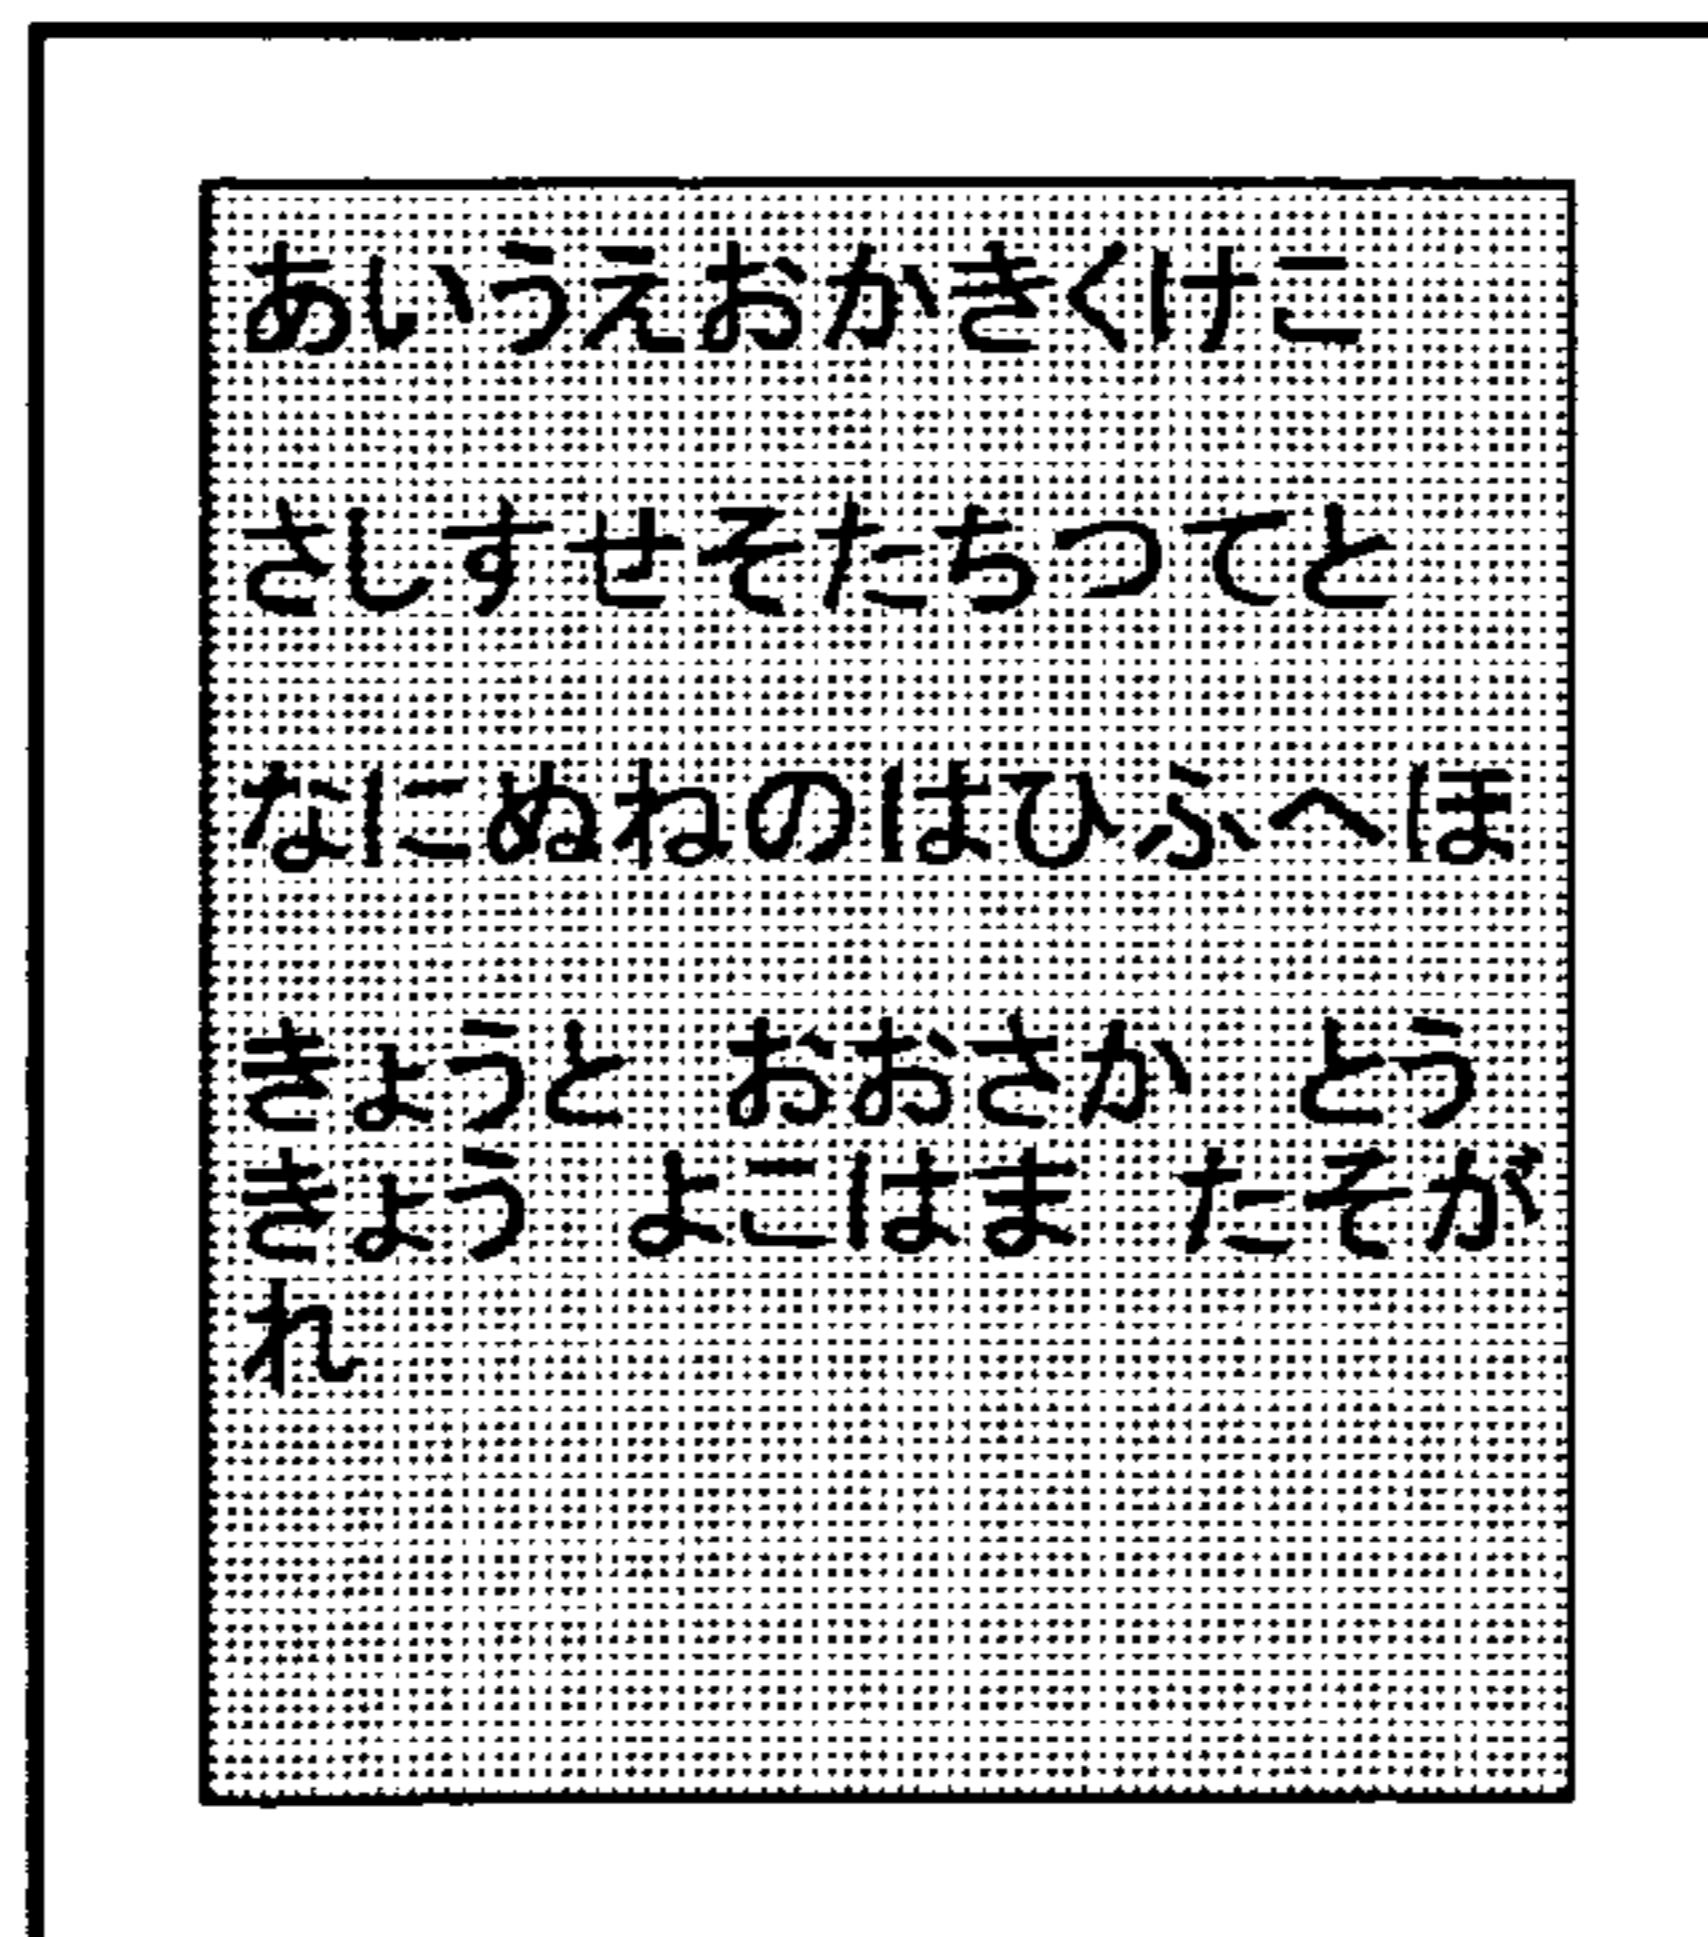 あいうえおかきくけこ
さしすせそたちつてと
なにぬねのはひふへほ
きょうと おおさか とう
きよう よこはま たそが
れ